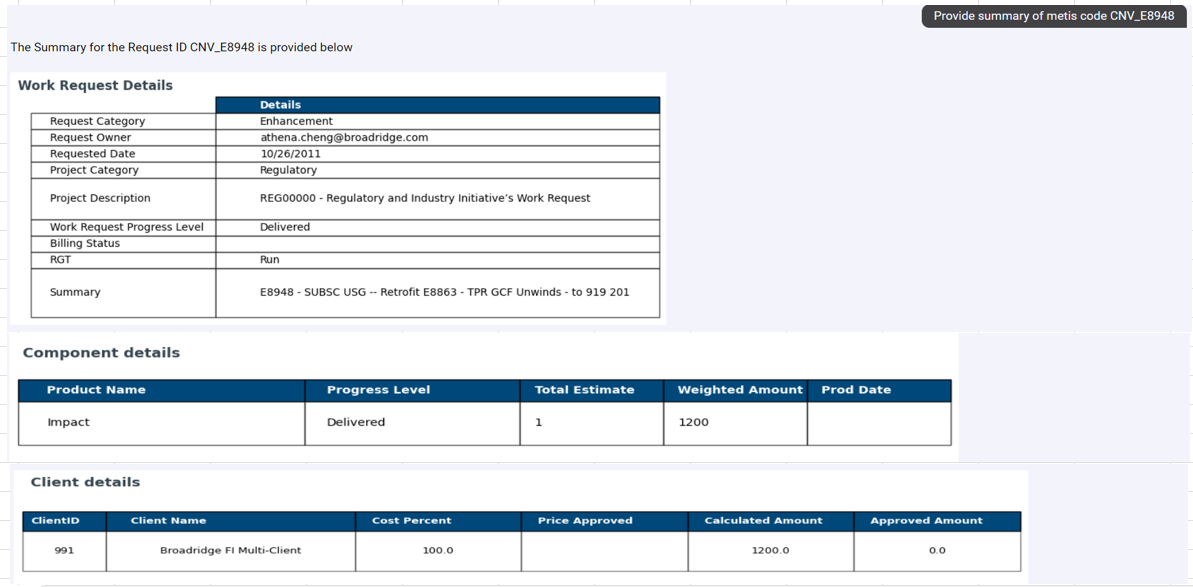 Provide summary of metis code CNV_E8948
The Summary for the Request ID CNV_E8948 is provided below
Work Request Details
Details
Request Category Enhancement
Request Owner athena.cheng@broadridge.com
Requested Date 10/26/2011
Project Category Regulatory
Project Description REG00000 - Regulatory and Industry Initiative’s Work Request
Work Request Progress Level Delivered
Billing Status
RGT Run
Summary E8948 - SUBSC USG -- Retrofit E8863 - TPR GCF Unwinds - to 919 201
Component details
Product Name Progress Level Total Estimate Weighted Amount Prod Date
Impact Delivered 1 1200
Client details
ClientID Client Name Cost Percent Price Approved Calculated Amount Approved Amount
991 Broadridge FI Multi-Client 100.0 1200.0 0.0